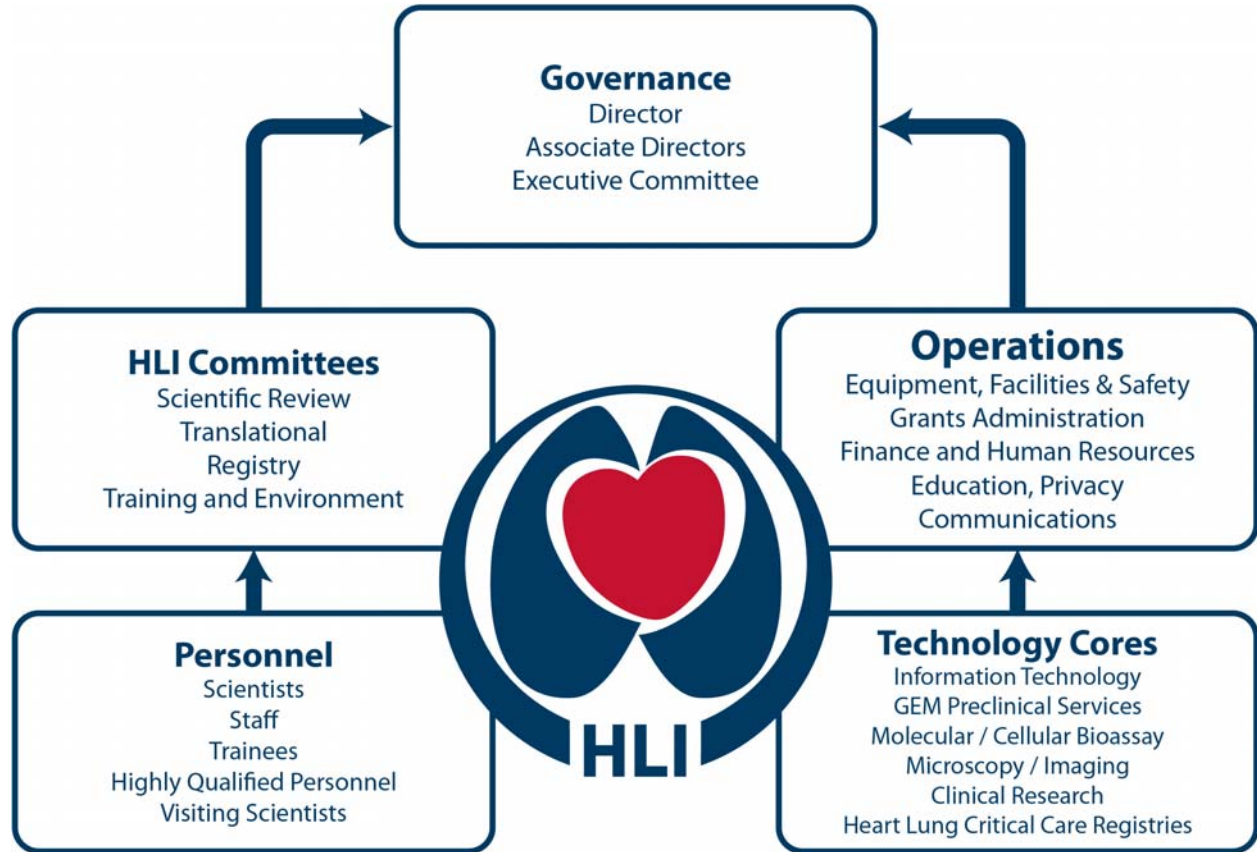 Governance
Director
Associate Directors
Executive Committee
HLI Committees
Scientific Review
Translational
Registry
Training and Environment
Operations
Equipment, Facilities & Safety
Grants Administration
Finance and Human Resources
Education, Privacy
Communications
Personnel
Scientists
Staff
Trainees
Highly Qualified Personnel
Visiting Scientists
HLI
Technology Cores
Information Technology
GEM Preclinical Services
Molecular / Cellular Bioassay
Microscopy / Imaging
Clinical Research
Heart Lung Critical Care Registries